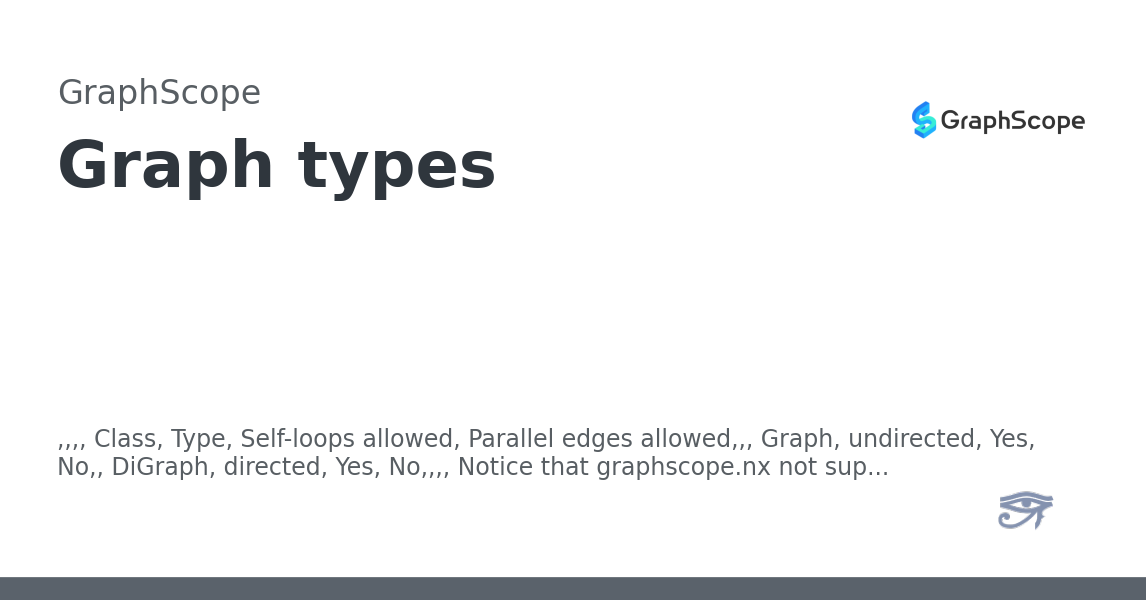 GraphScope
GraphScope
Graph types
,,,, Class, Type, Self-loops allowed, Parallel edges allowed,,, Graph, undirected, Yes,
No,, DiGraph, directed, Yes, No,,,, Notice that graphscope.nx not sup...